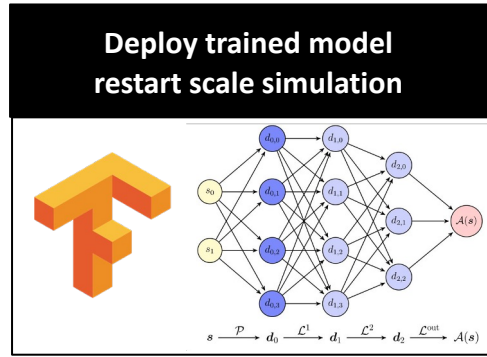 Deploy trained model
restart scale simulation
d₀,₀ d₁,₀
d₂,₀
s₀ d₀,₁ d₁,₁
d₂,₁ 𝒜(s)
s₁ d₀,₂ d₁,₂
d₂,₂
d₀,₃ d₁,₃
s 𝒫→ d₀ ℒ¹→ d₁ ℒ²→ d₂ ℒᵒᵘᵗ→ 𝒜(s)